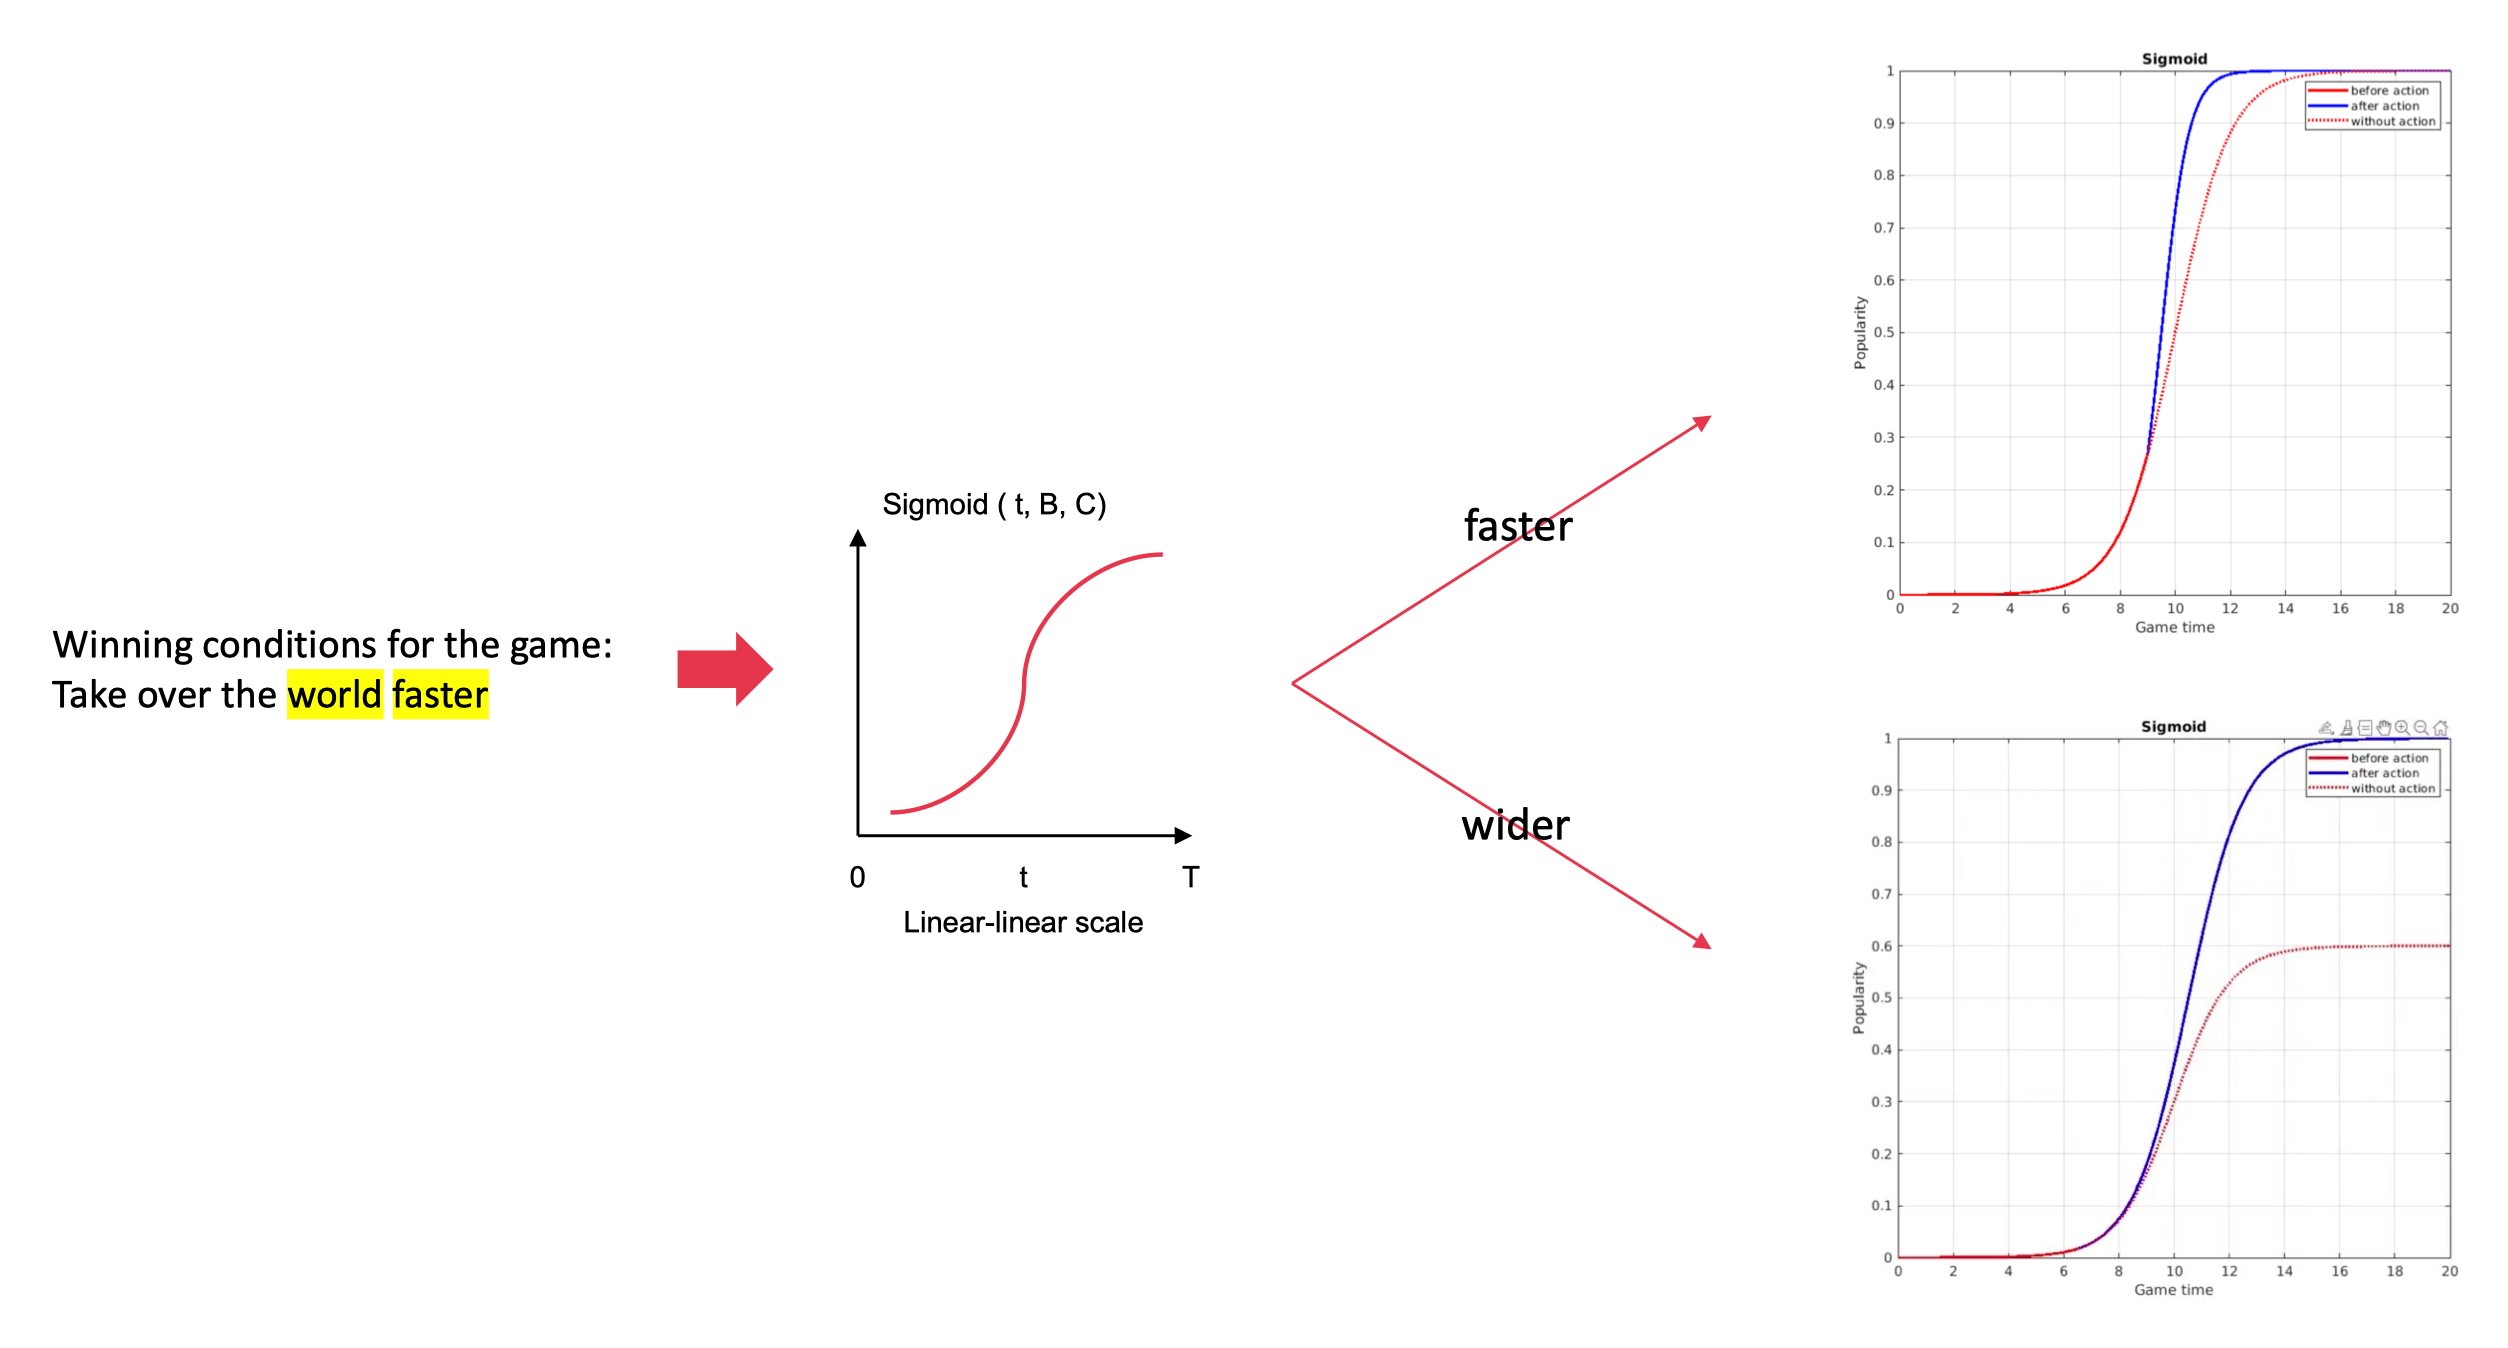 Winning conditions for the game:
Take over the world faster
Sigmoid ( t, B, C)
0 t T
Linear-linear scale
faster
wider
Sigmoid
before action
after action
without action
Popularity
1
0.9
0.8
0.7
0.6
0.5
0.4
0.3
0.2
0.1
0
0 2 4 6 8 10 12 14 16 18 20
Game time
Sigmoid
before action
after action
without action
Popularity
1
0.9
0.8
0.7
0.6
0.5
0.4
0.3
0.2
0.1
0
0 2 4 6 8 10 12 14 16 18 20
Game time